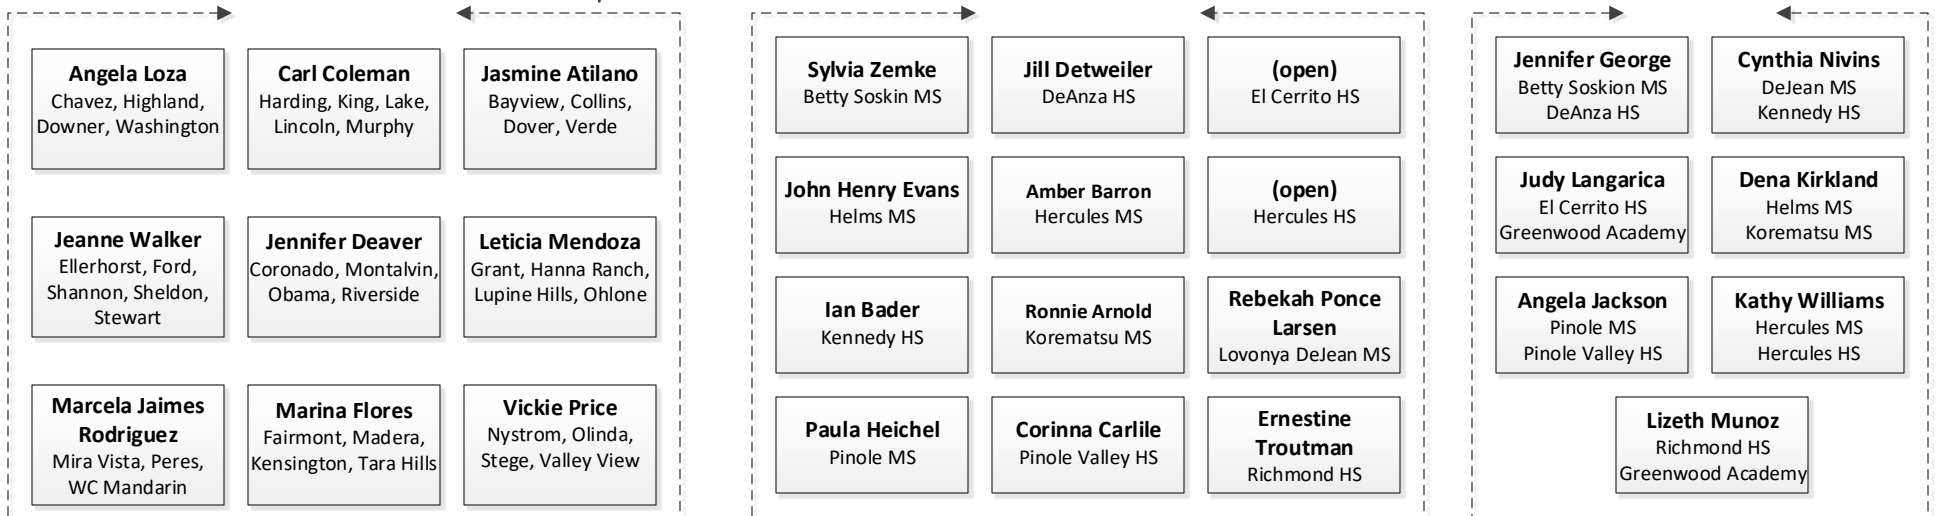 Angela Loza
Chavez, Highland,
Downer, Washington
Carl Coleman
Harding, King, Lake,
Lincoln, Murphy
Jasmine Atilano
Bayview, Collins,
Dover, Verde
Jeanne Walker
Ellerhorst, Ford,
Shannon, Sheldon,
Stewart
Jennifer Deaver
Coronado, Montalvin,
Obama, Riverside
Leticia Mendoza
Grant, Hanna Ranch,
Lupine Hills, Ohlone
Marcela Jaimes
Rodriguez
Mira Vista, Peres,
WC Mandarin
Marina Flores
Fairmont, Madera,
Kensington, Tara Hills
Vickie Price
Nystrom, Olinda,
Stege, Valley View
Sylvia Zemke
Betty Soskin MS
Jill Detweiler
DeAnza HS
(open)
El Cerrito HS
John Henry Evans
Helms MS
Amber Barron
Hercules MS
(open)
Hercules HS
Ian Bader
Kennedy HS
Ronnie Arnold
Korematsu MS
Rebekah Ponce
Larsen
Lovonya DeJean MS
Paula Heichel
Pinole MS
Corinna Carlile
Pinole Valley HS
Ernestine
Troutman
Richmond HS
Jennifer George
Betty Soskion MS
DeAnza HS
Cynthia Nivins
DeJean MS
Kennedy HS
Judy Langarica
El Cerrito HS
Greenwood Academy
Dena Kirkland
Helms MS
Korematsu MS
Angela Jackson
Pinole MS
Pinole Valley HS
Kathy Williams
Hercules MS
Hercules HS
Lizeth Munoz
Richmond HS
Greenwood Academy